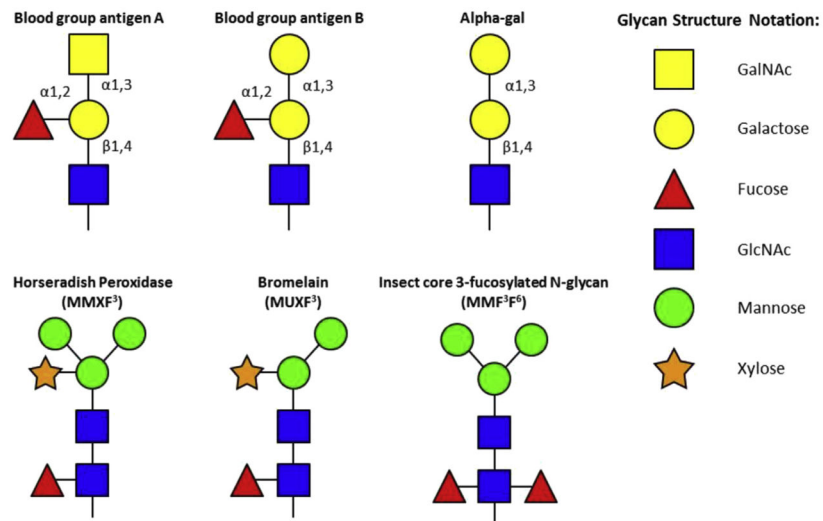 Blood group antigen A
α1,2
α1,3
β1,4
Blood group antigen B
α1,2
α1,3
β1,4
Alpha-gal
α1,3
β1,4
Glycan Structure Notation:
GalNAc
Galactose
Fucose
GlcNAc
Mannose
Xylose
Horseradish Peroxidase
(MMXF³)
Bromelain
(MUXF³)
Insect core 3-fucosylated N-glycan
(MMF³F⁶)